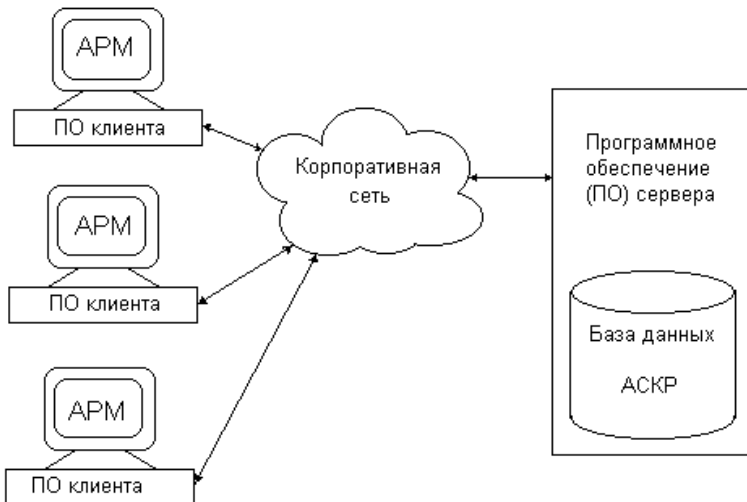 АРМ
ПО клиента
АРМ
ПО клиента
АРМ
ПО клиента
Корпоративная
сеть
Программное
обеспечение
(ПО) сервера
База данных
АСКР